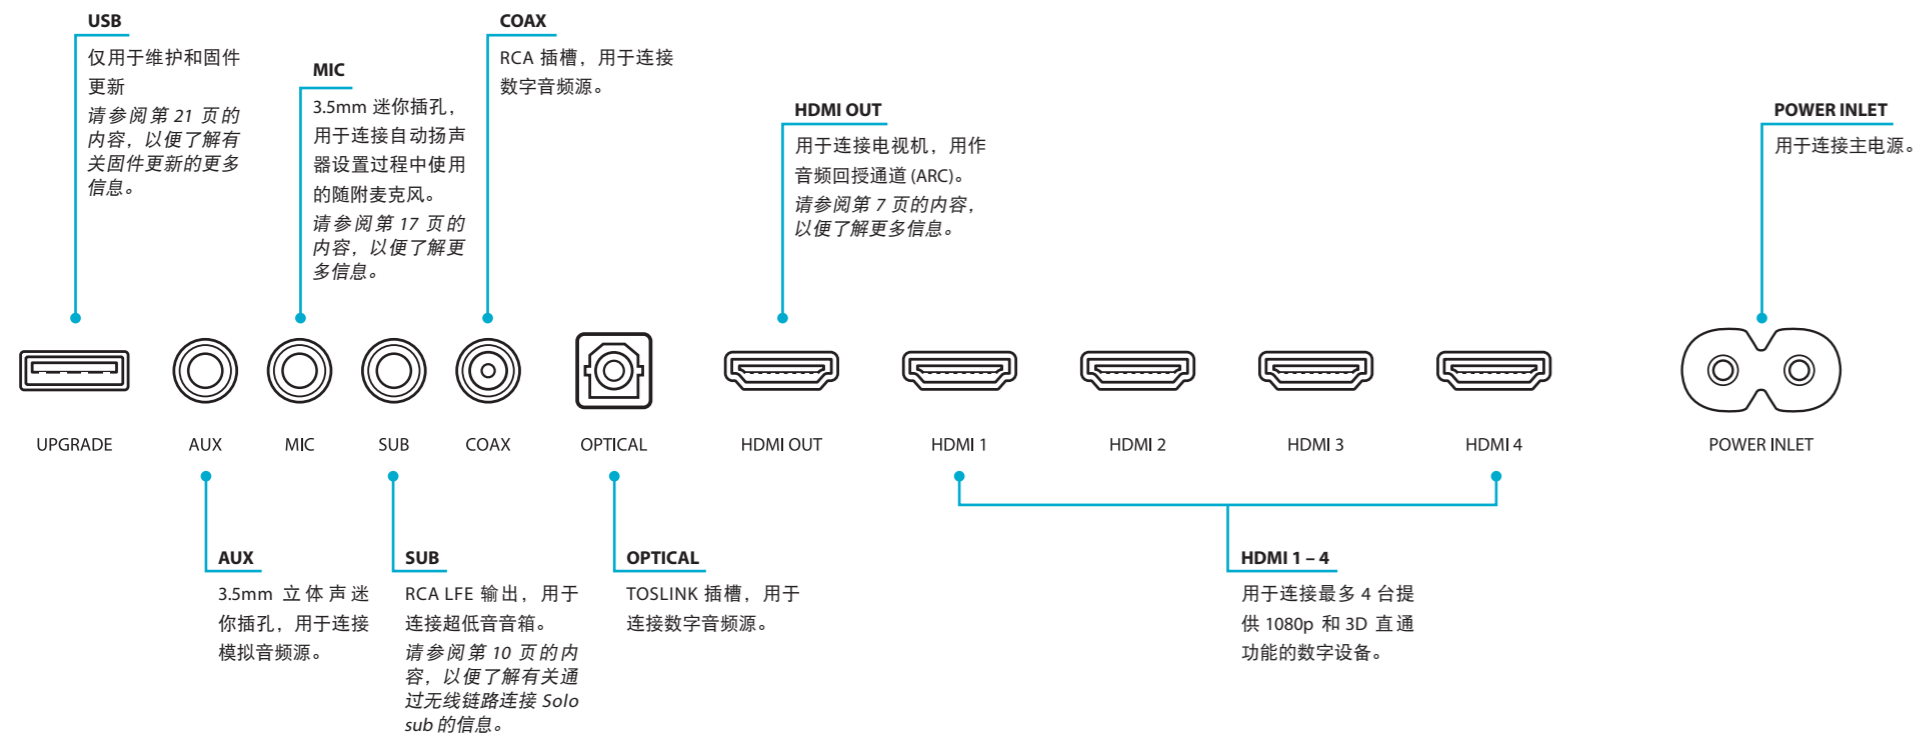 USB
仅用于维护和固件
更新
请参阅第 21 页的
内容，以便了解有
关固件更新的更多
信息。
MIC
3.5mm 迷你插孔，
用于连接自动扬声
器设置过程中使用
的随附麦克风。
请参阅第 17 页的
内容，以便了解更
多信息。
COAX
RCA 插槽，用于连接
数字音频源。
HDMI OUT
用于连接电视机，用作
音频回授通道 (ARC)。
请参阅第 7 页的内容，
以便了解更多信息。
POWER INLET
用于连接主电源。
UPGRADE
AUX
MIC
SUB
COAX
OPTICAL
HDMI OUT
HDMI 1
HDMI 2
HDMI 3
HDMI 4
POWER INLET
AUX
3.5mm 立体声迷
你插孔，用于连接
模拟音频源。
SUB
RCA LFE 输出，用于
连接超低音音箱。
请参阅第 10 页的内
容，以便了解有关通
过无线链路连接 Solo
sub 的信息。
OPTICAL
TOSLINK 插槽，用于
连接数字音频源。
HDMI 1 – 4
用于连接最多 4 台提
供 1080p 和 3D 直通
功能的数字设备。